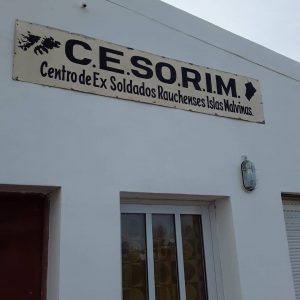 C.E.SO.R.I.M.
Centro de Ex Soldados Rauchenses Islas Malvinas.